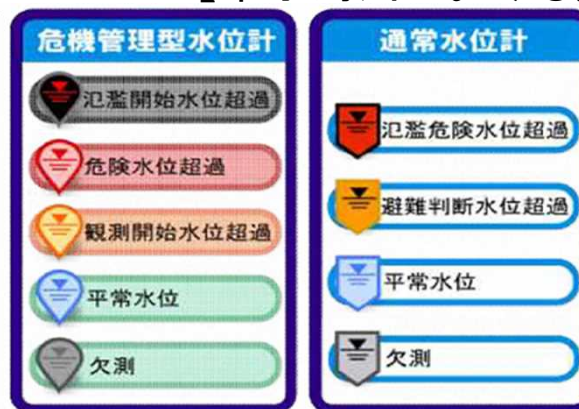 危機管理型水位計
氾濫開始水位超過
危険水位超過
観測開始水位超過
平常水位
欠測
通常水位計
氾濫危険水位超過
避難判断水位超過
平常水位
欠測